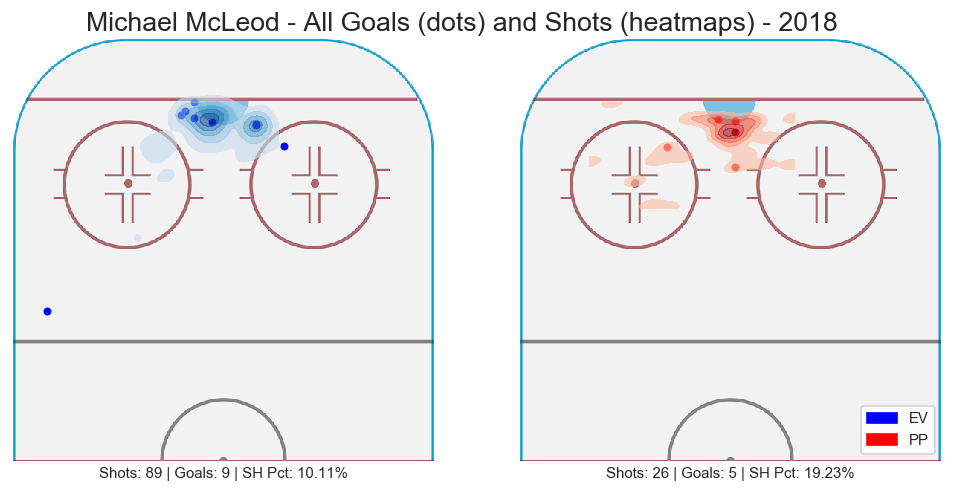 Michael McLeod - All Goals (dots) and Shots (heatmaps) - 2018
EV
PP
Shots: 89 | Goals: 9 | SH Pct: 10.11%
Shots: 26 | Goals: 5 | SH Pct: 19.23%